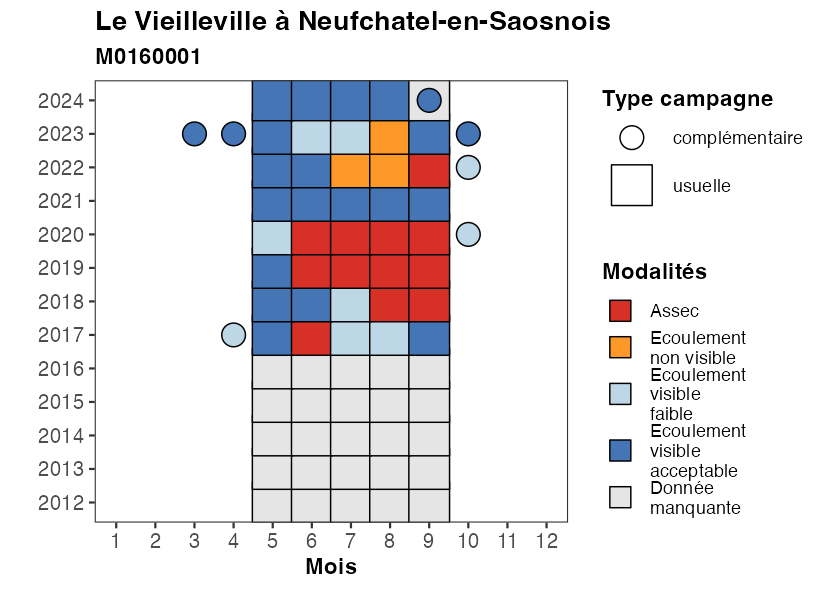 Le Vieilleville à Neufchatel-en-Saosnois
M0160001
2024
2023
2022
2021
2020
2019
2018
2017
2016
2015
2014
2013
2012
1 2 3 4 5 6 7 8 9 10 11 12
Mois
Type campagne
complémentaire
usuelle
Modalités
Assec
Ecoulement
non visible
Ecoulement
visible
faible
Ecoulement
visible
acceptable
Donnée
manquante